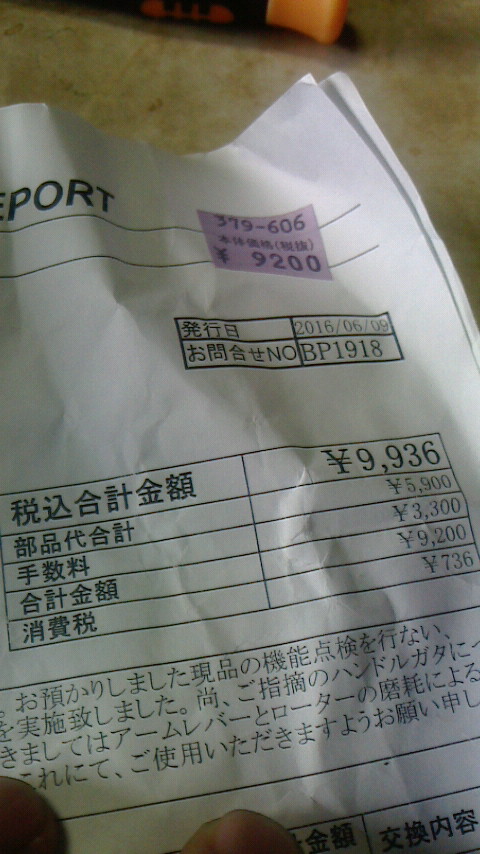 EPORT
379-606
本体価格(税抜)
¥ 9200
発行日 2016/06/09
お問合せNO BP1918
税込合計金額 ¥9,936
部品代合計 ¥5,900
手数料 ¥3,300
合計金額 ¥9,200
消費税 ¥736
。お預かりしました現品の機能点検を行ない、
を実施致しました。尚、ご指摘のハンドルガタにつ
きましてはアームレバーとローターの磨耗による
これにて、ご使用いただきますようお願い申し
金額 交換内容